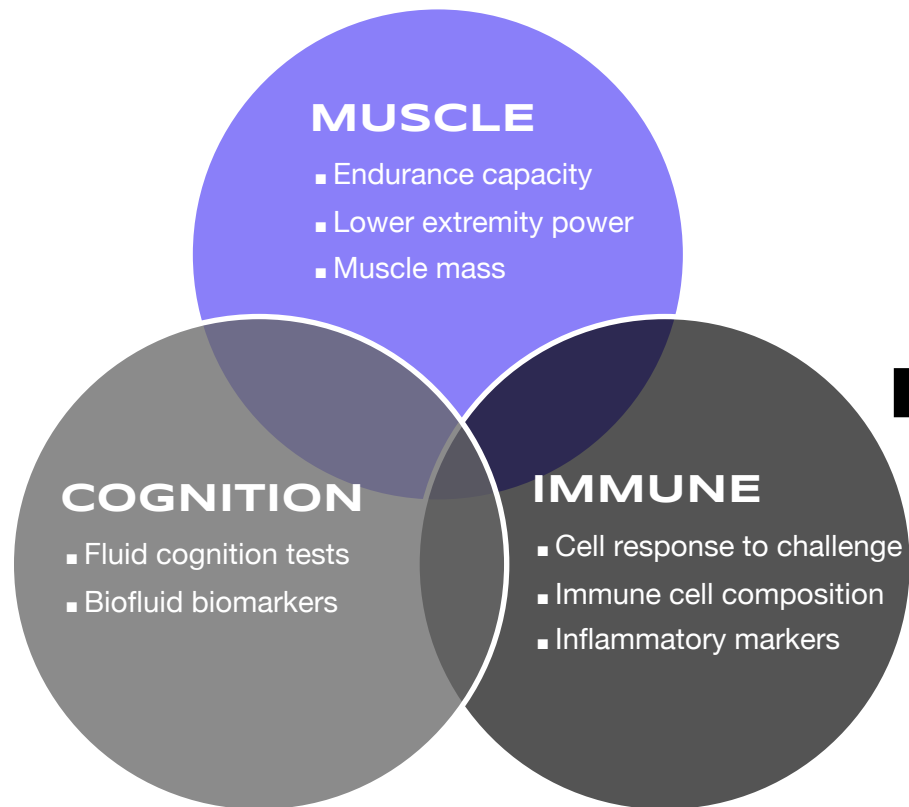 MUSCLE
▪ Endurance capacity
▪ Lower extremity power
▪ Muscle mass
COGNITION
▪ Fluid cognition tests
▪ Biofluid biomarkers
IMMUNE
▪ Cell response to challenge
▪ Immune cell composition
▪ Inflammatory markers